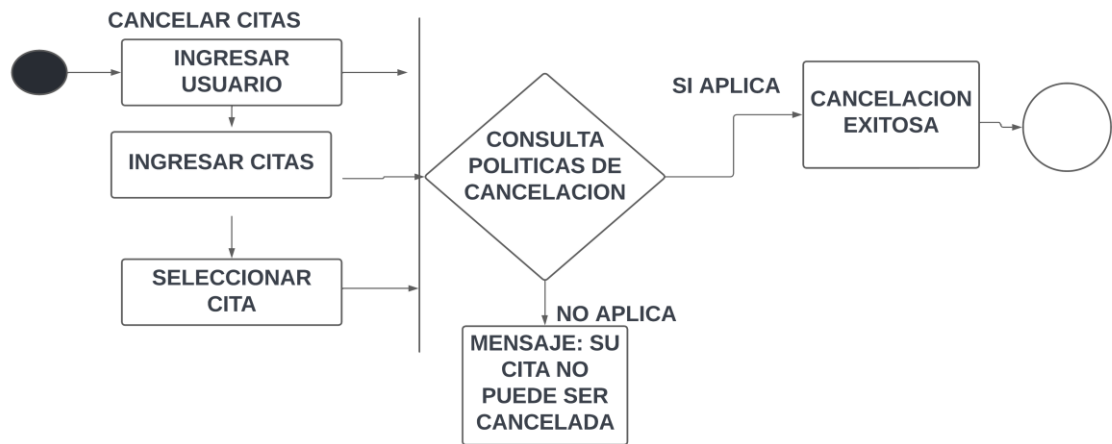 CANCELAR CITAS
INGRESAR
USUARIO
INGRESAR CITAS
SELECCIONAR
CITA
CONSULTA
POLITICAS DE
CANCELACION
SI APLICA
CANCELACION
EXITOSA
NO APLICA
MENSAJE: SU
CITA NO
PUEDE SER
CANCELADA